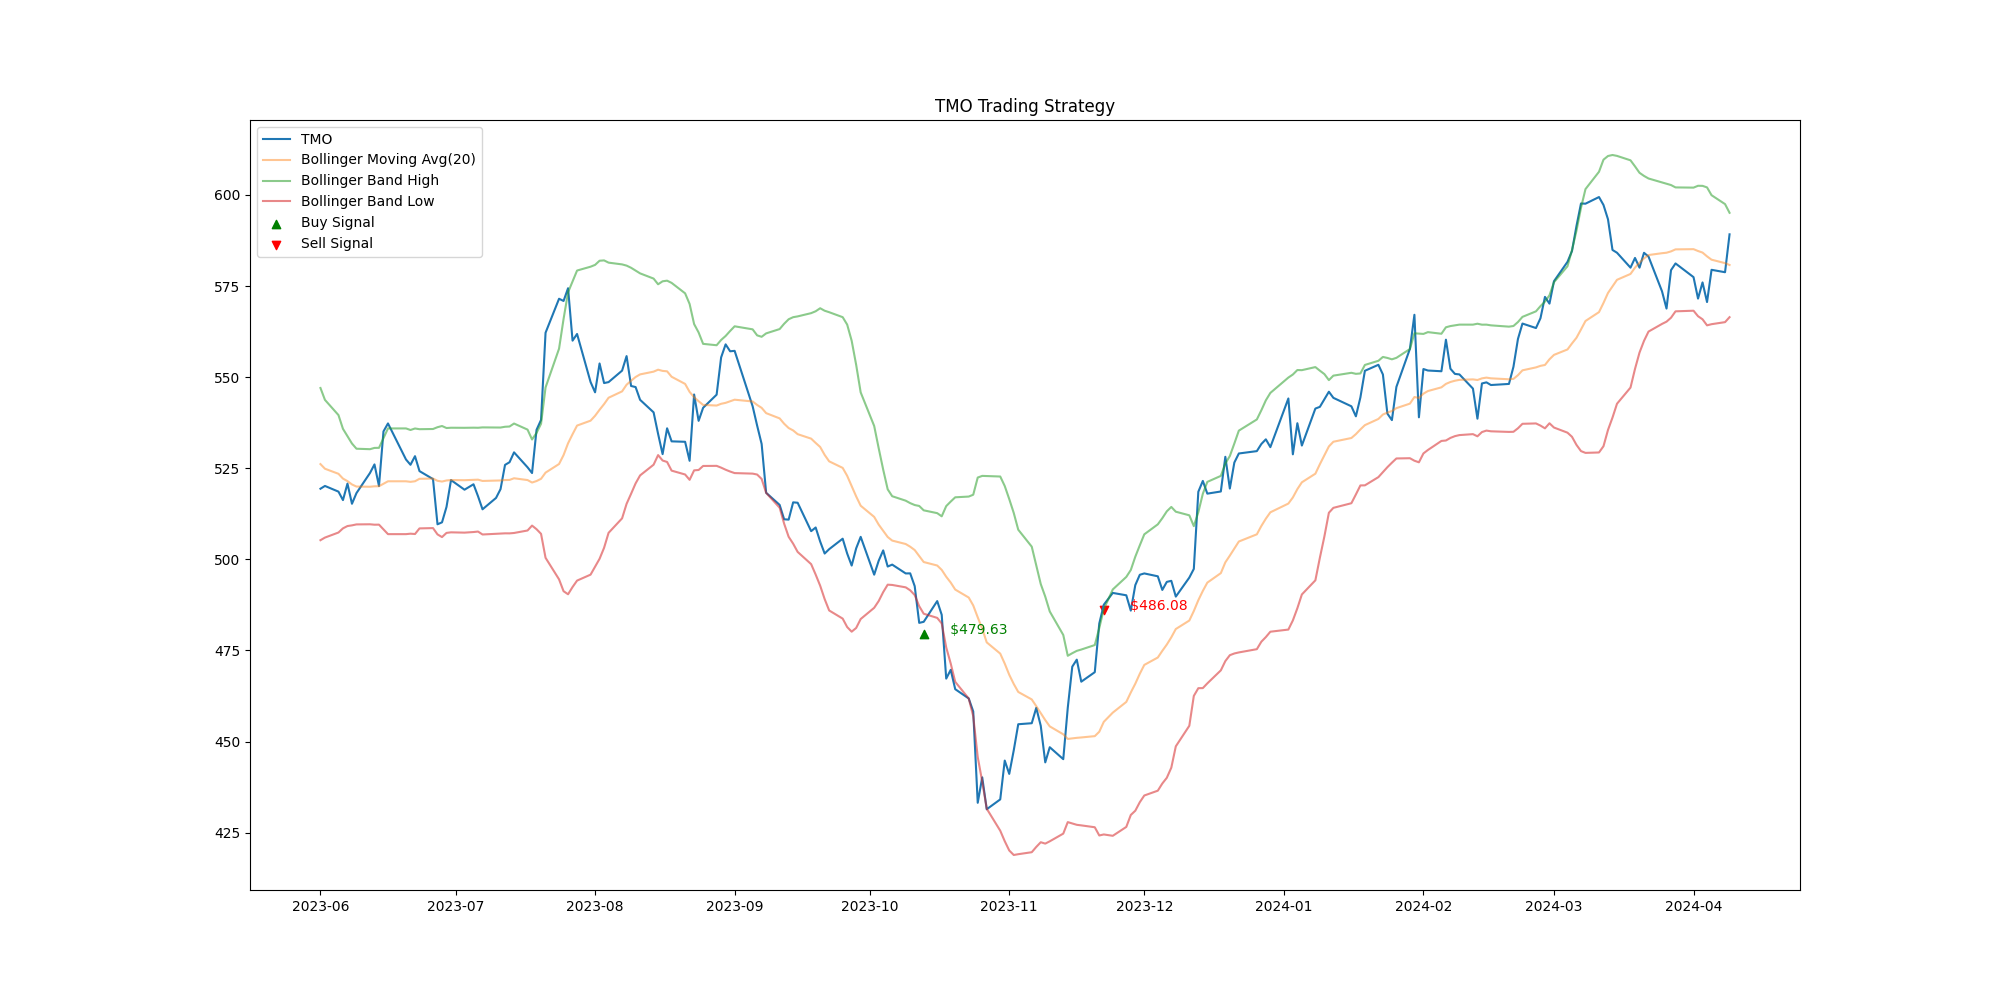 TMO Trading Strategy
TMO
Bollinger Moving Avg(20)
Bollinger Band High
Bollinger Band Low
Buy Signal
Sell Signal
600
575
550
525
500
475
450
425
$486.08
$479.63
2023-06 2023-07 2023-08 2023-09 2023-10 2023-11 2023-12 2024-01 2024-02 2024-03 2024-04